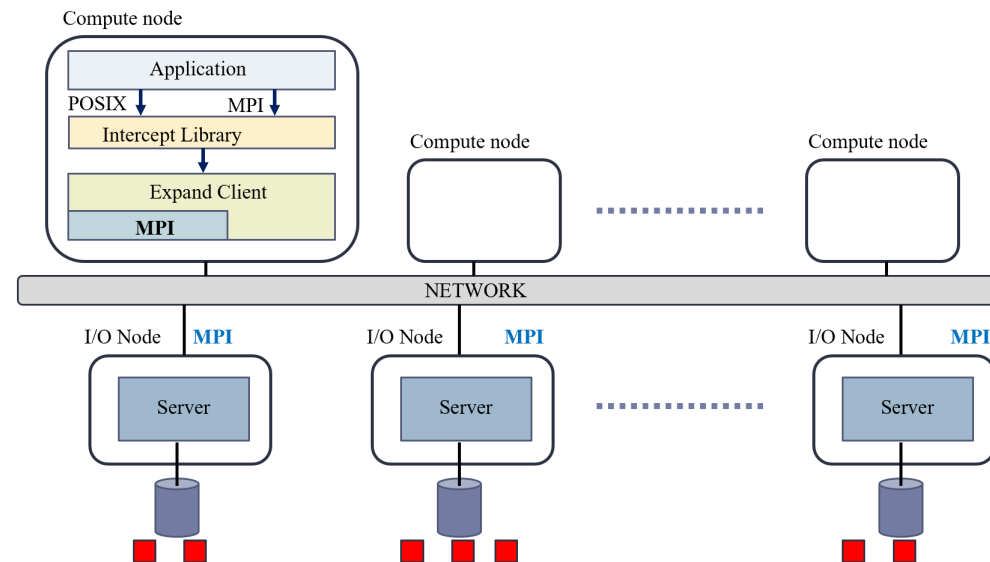 Compute node
Application
POSIX
MPI
Intercept Library
Expand Client
MPI
Compute node
Compute node
NETWORK
I/O Node
MPI
I/O Node
MPI
I/O Node
MPI
Server
Server
Server